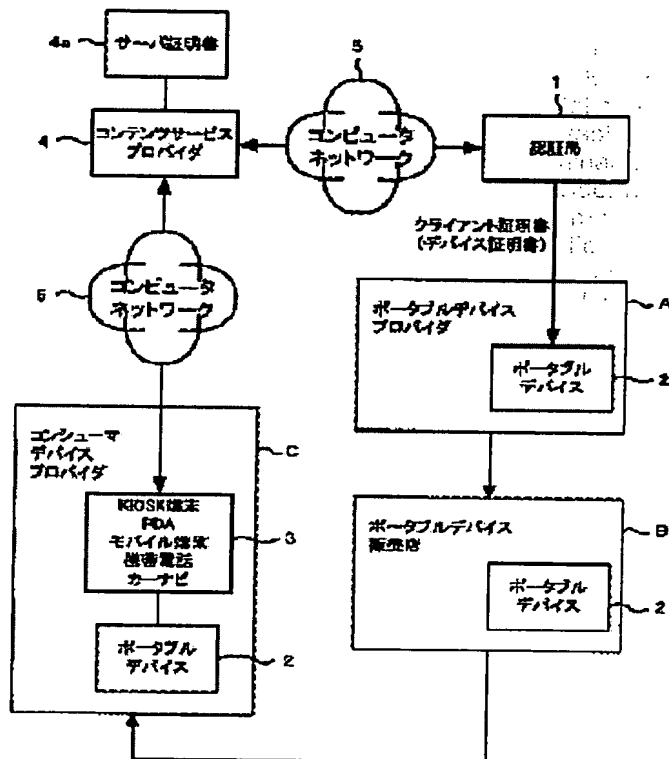 4a
サーバ証明書
5
1
4
コンテンツサービス
プロバイダ
コンピュータ
ネットワーク
認証局
クライアント証明書
(デバイス証明書)
6
コンピュータ
ネットワーク
A
ポータブルデバイス
プロバイダ
ポータブル
デバイス
2
コンシューマ
デバイス
プロバイダ
C
KIOSK端末
PDA
モバイル端末
携帯電話
カーナビ
3
ポータブル
デバイス
2
B
ポータブルデバイス
販売店
ポータブル
デバイス
2